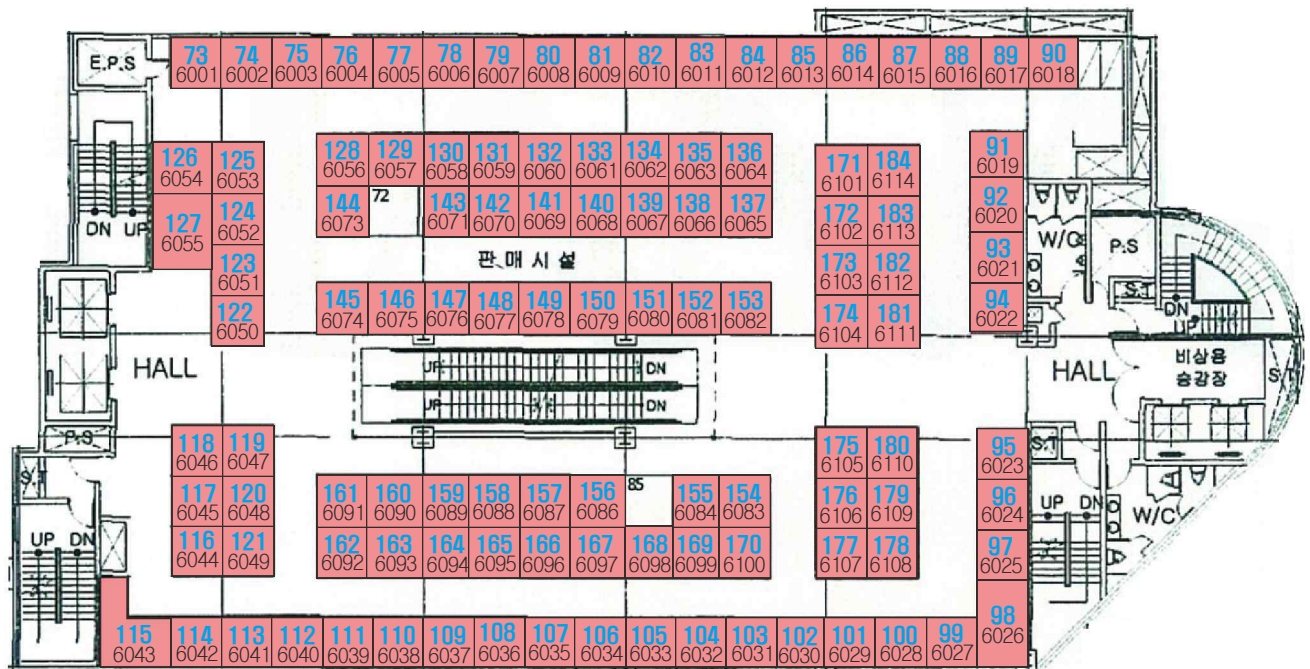 E.P.S
73 74 75 76 77 78 79 80 81 82 83 84 85 86 87 88 89 90
6001 6002 6003 6004 6005 6006 6007 6008 6009 6010 6011 6012 6013 6014 6015 6016 6017 6018
126 125
6054 6053
127 124
6055 6052
123
6051
122
6050
DN UP
128 129 130 131 132 133 134 135 136
6056 6057 6058 6059 6060 6061 6062 6063 6064
144 72 143 142 141 140 139 138 137
6073 6071 6070 6069 6068 6067 6066 6065
판매시설
145 146 147 148 149 150 151 152 153
6074 6075 6076 6077 6078 6079 6080 6081 6082
171 184
6101 6114
172 183
6102 6113
173 182
6103 6112
174 181
6104 6111
91
6019
92
6020
93
6021
94
6022
W/C
P.S
S.T
DN
UP
HALL
UP DN
UP DN
HALL
비상용
승강장
S.T
P.S
S.T
UP DN
118 119
6046 6047
117 120
6045 6048
116 121
6044 6049
161 160 159 158 157 156 85 155 154
6091 6090 6089 6088 6087 6086 6084 6083
162 163 164 165 166 167 168 169 170
6092 6093 6094 6095 6096 6097 6098 6099 6100
175 180
6105 6110
176 179
6106 6109
177 178
6107 6108
95
6023
96
6024
97
6025
98
6026
S.T
UP DN
W/C
115 114 113 112 111 110 109 108 107 106 105 104 103 102 101 100 99
6043 6042 6041 6040 6039 6038 6037 6036 6035 6034 6033 6032 6031 6030 6029 6028 6027